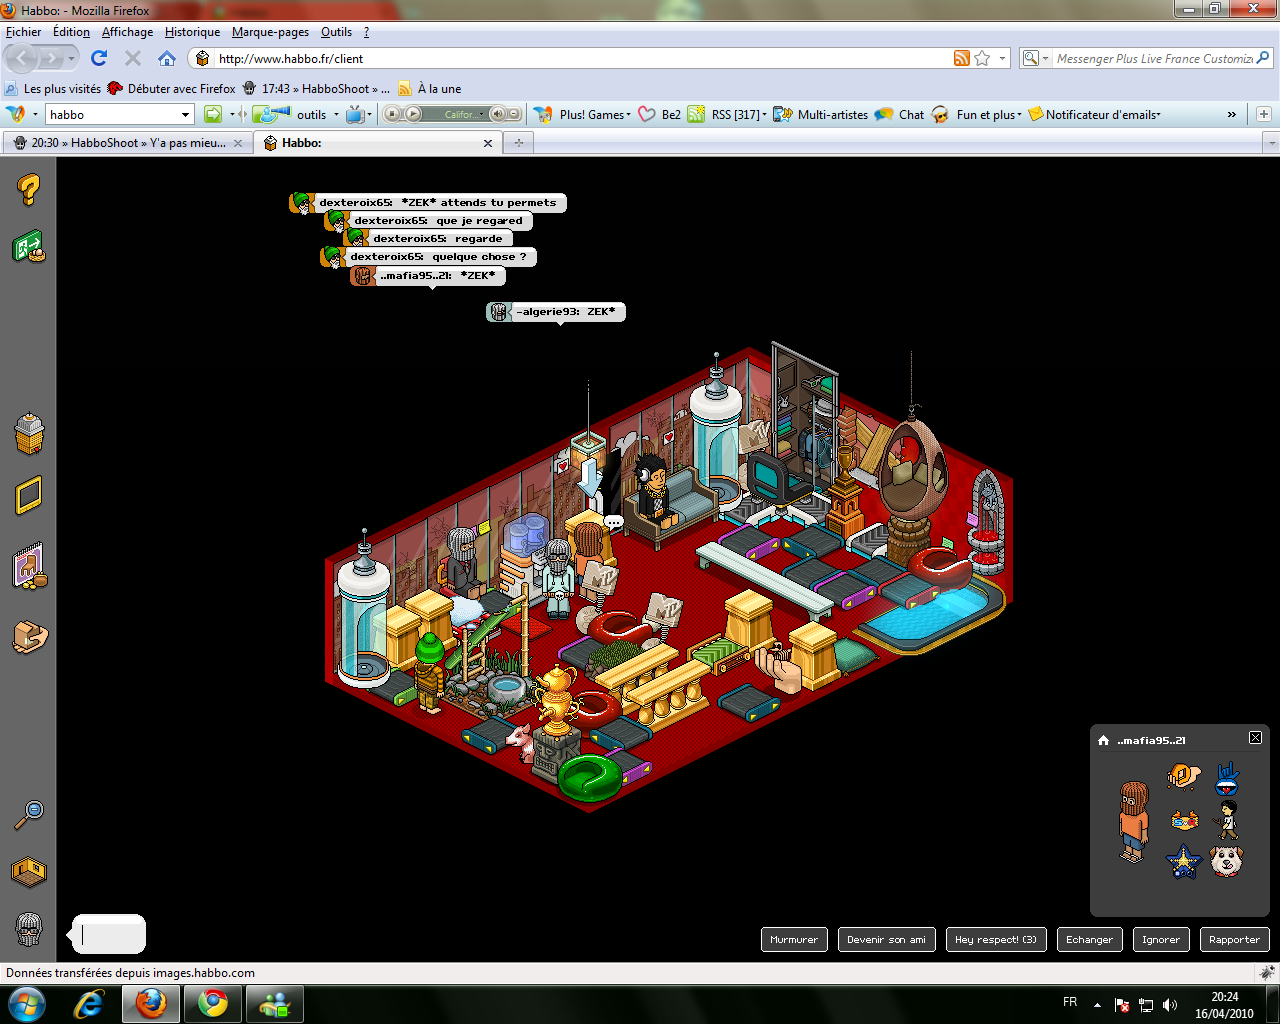 Habbo: - Mozilla Firefox
Fichier Édition Affichage Historique Marque-pages Outils ?
http://www.habbo.fr/client
Messenger Plus Live France Customiz
Les plus visités Débuter avec Firefox 17:43 » HabboShoot » ... À la une
habbo outils Califor... Plus! Games Be2 RSS [317] Multi-artistes Chat Fun et plus Notificateur d'emails »
20:30 » HabboShoot » Y'a pas mieu... Habbo:
dexteroix65: *ZEK* attends tu permets
dexteroix65: que je regared
dexteroix65: regarde
dexteroix65: quelque chose ?
..mafia95..21: *ZEK*
-algerie93: ZEK*
...
MTV
MTV
MTV
..mafia95..21
Murmurer Devenir son ami Hey respect! (3) Echanger Ignorer Rapporter
Données transférées depuis images.habbo.com
FR
20:24
16/04/2010